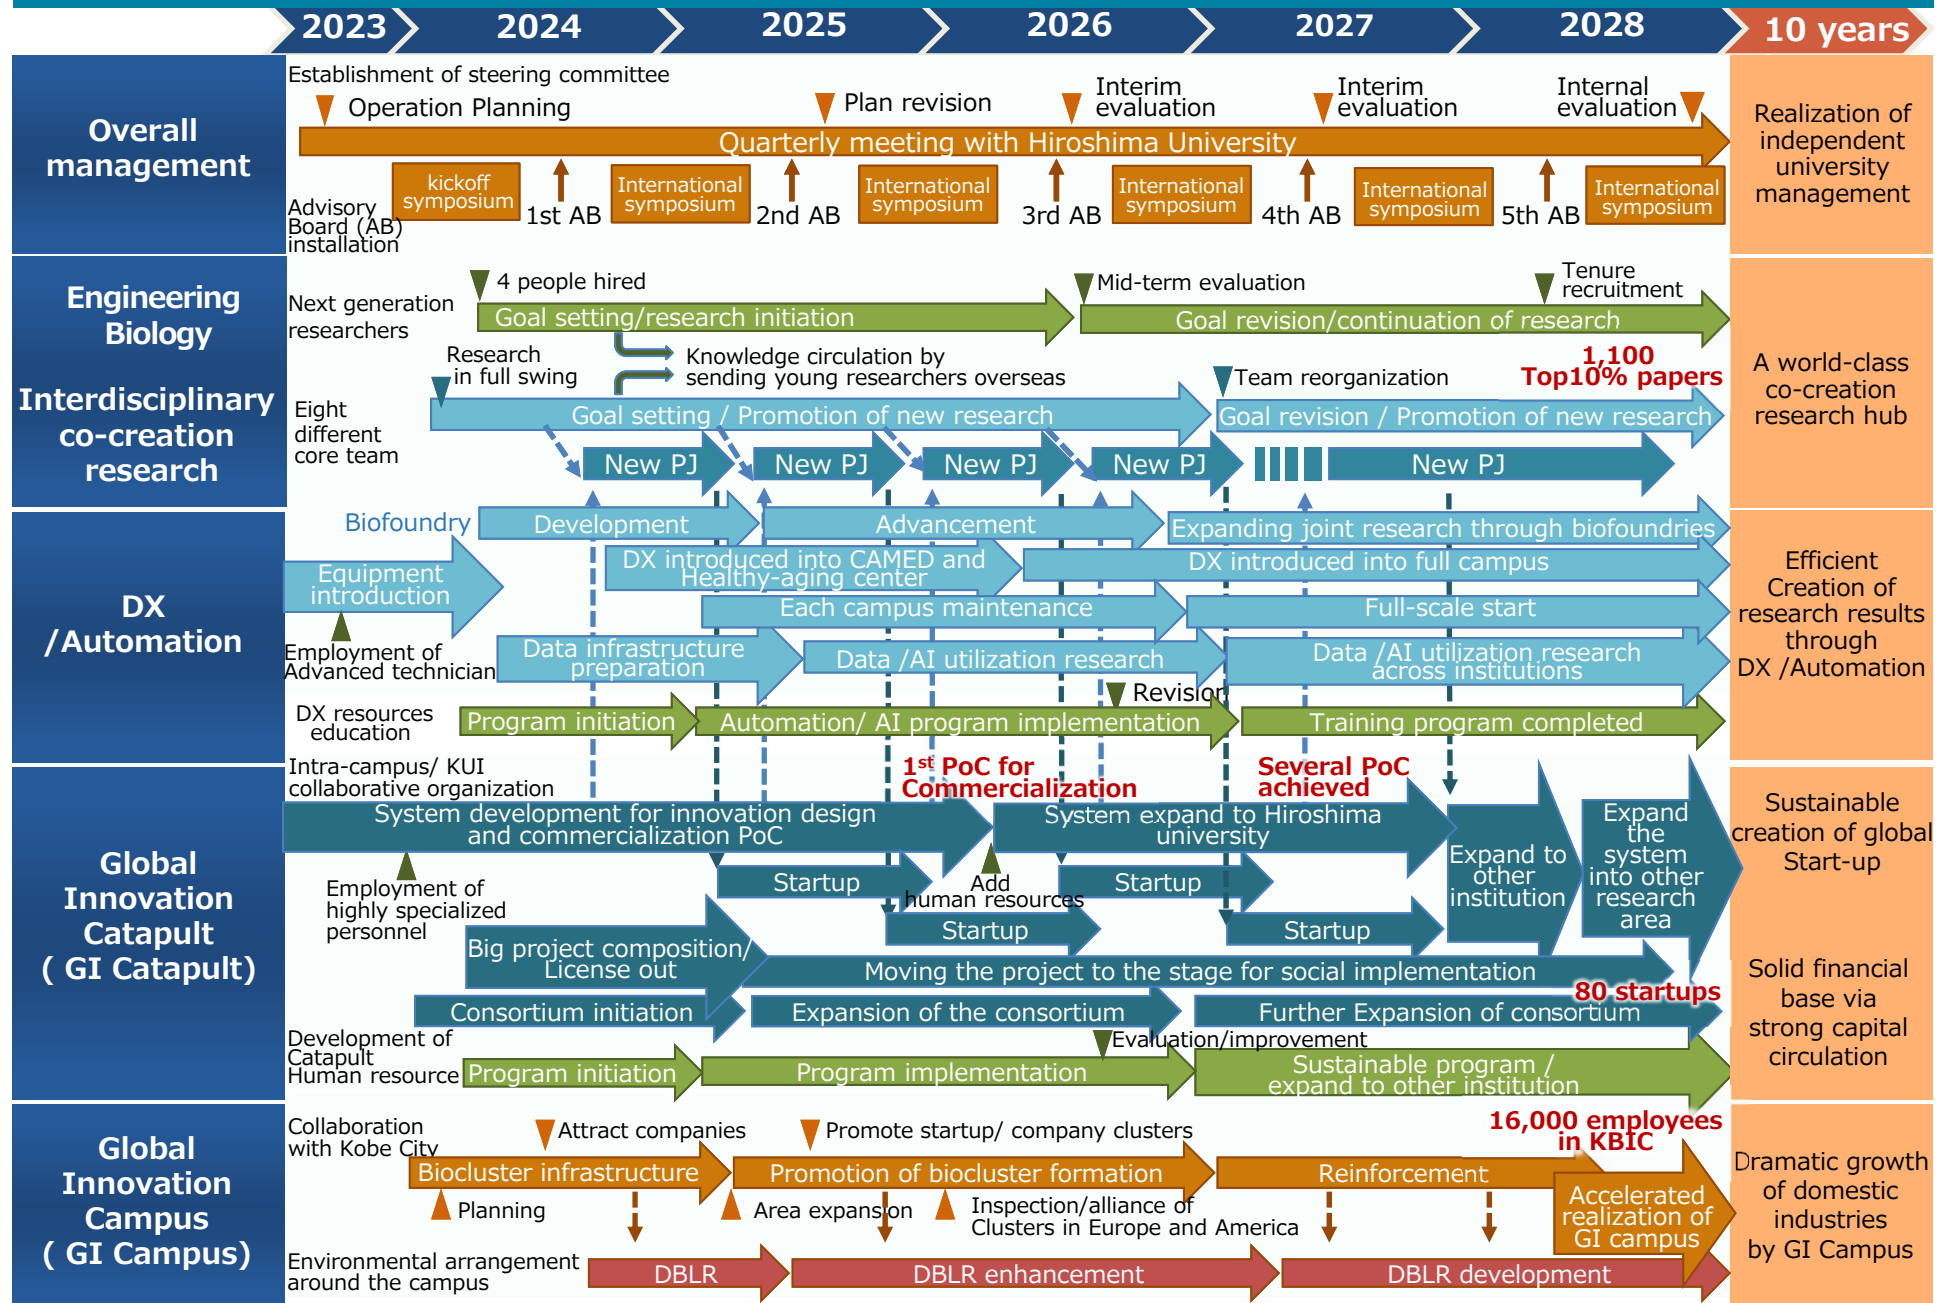 2023
2024
2025
2026
2027
2028
10 years
Overall
management
Establishment of steering committee
Operation Planning
Plan revision
Interim
evaluation
Interim
evaluation
Internal
evaluation
Quarterly meeting with Hiroshima University
Advisory
Board (AB)
installation
kickoff
symposium
1st AB
International
symposium
2nd AB
International
symposium
3rd AB
International
symposium
4th AB
International
symposium
5th AB
International
symposium
Realization of
independent
university
management
Engineering
Biology
Interdisciplinary
co-creation
research
Next generation
researchers
4 people hired
Goal setting/research initiation
Mid-term evaluation
Tenure
recruitment
Goal revision/continuation of research
Research
in full swing
Knowledge circulation by
sending young researchers overseas
Team reorganization
1,100
Top10% papers
Eight
different
core team
Goal setting / Promotion of new research
Goal revision / Promotion of new research
New PJ
New PJ
New PJ
New PJ
New PJ
A world-class
co-creation
research hub
DX
/Automation
Biofoundry
Development
Advancement
Expanding joint research through biofoundries
Equipment
introduction
DX introduced into CAMED and
Healthy-aging center
DX introduced into full campus
Each campus maintenance
Full-scale start
Employment of
Advanced technician
Data infrastructure
preparation
Data /AI utilization research
Data /AI utilization research
across institutions
Revision
DX resources
education
Program initiation
Automation/ AI program implementation
Training program completed
Efficient
Creation of
research results
through
DX /Automation
Global
Innovation
Catapult
( GI Catapult)
Intra-campus/ KUI
collaborative organization
1st PoC for
Commercialization
Several PoC
achieved
System development for innovation design
and commercialization PoC
System expand to Hiroshima
university
Expand to
other
institution
Expand
the
system
into other
research
area
Employment of
highly specialized
personnel
Startup
Add
human resources
Startup
Startup
Startup
Big project composition/
License out
Moving the project to the stage for social implementation
80 startups
Consortium initiation
Expansion of the consortium
Further Expansion of consortium
Development of
Catapult
Human resource
Evaluation/improvement
Program initiation
Program implementation
Sustainable program /
expand to other institution
Sustainable
creation of global
Start-up
Solid financial
base via
strong capital
circulation
Global
Innovation
Campus
( GI Campus)
Collaboration
with Kobe City
Attract companies
Promote startup/ company clusters
16,000 employees
in KBIC
Biocluster infrastructure
Promotion of biocluster formation
Reinforcement
Planning
Area expansion
Inspection/alliance of
Clusters in Europe and America
Accelerated
realization of
GI campus
Environmental arrangement
around the campus
DBLR
DBLR enhancement
DBLR development
Dramatic growth
of domestic
industries
by GI Campus